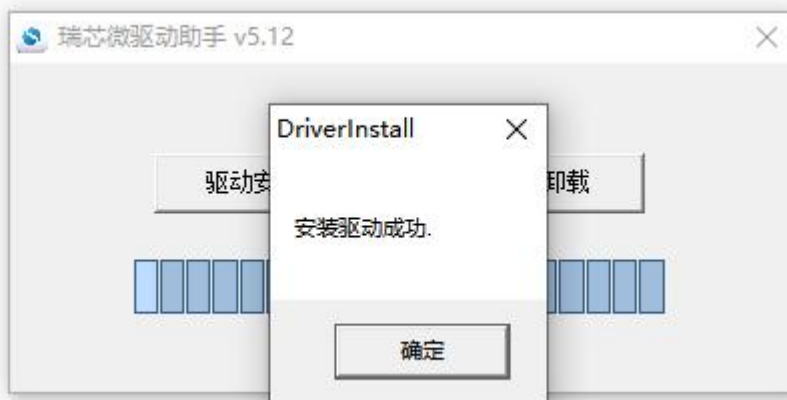 瑞芯微驱动助手 v5.12
DriverInstall
驱动安
卸载
安装驱动成功.
确定